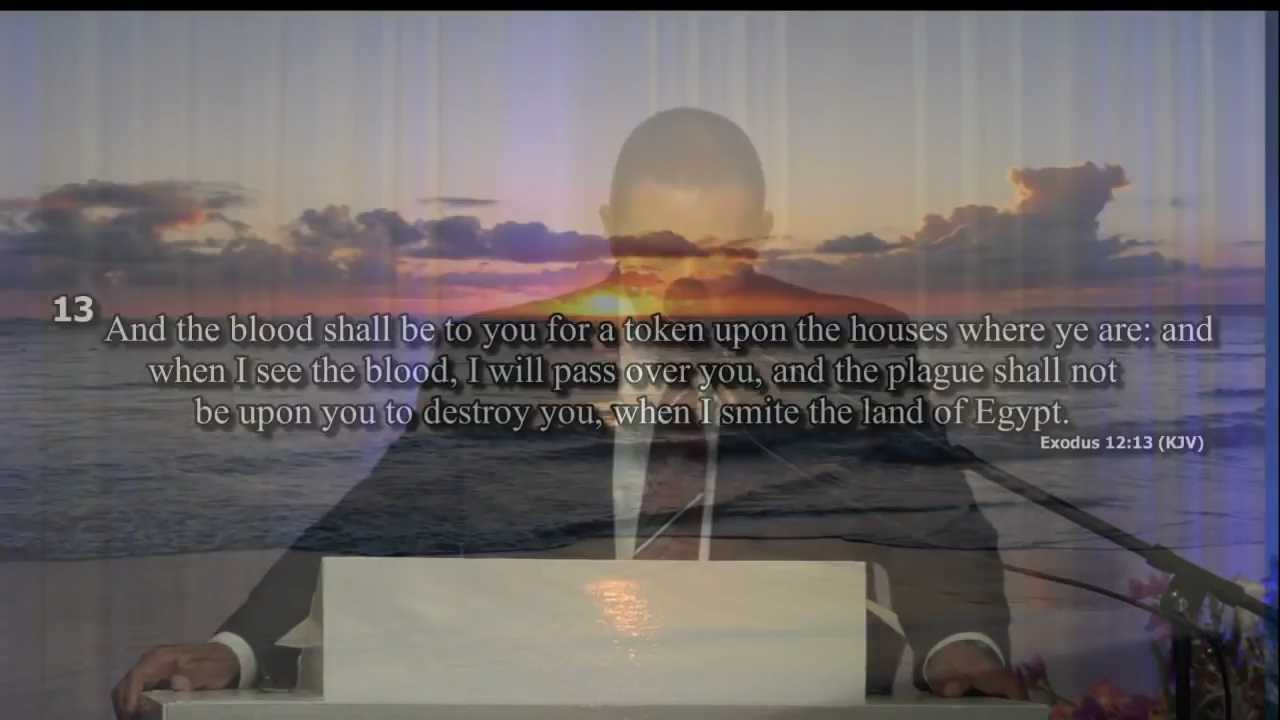 13
And the blood shall be to you for a token upon the houses where ye are: and
when I see the blood, I will pass over you, and the plague shall not
be upon you to destroy you, when I smite the land of Egypt.
Exodus 12:13 (KJV)